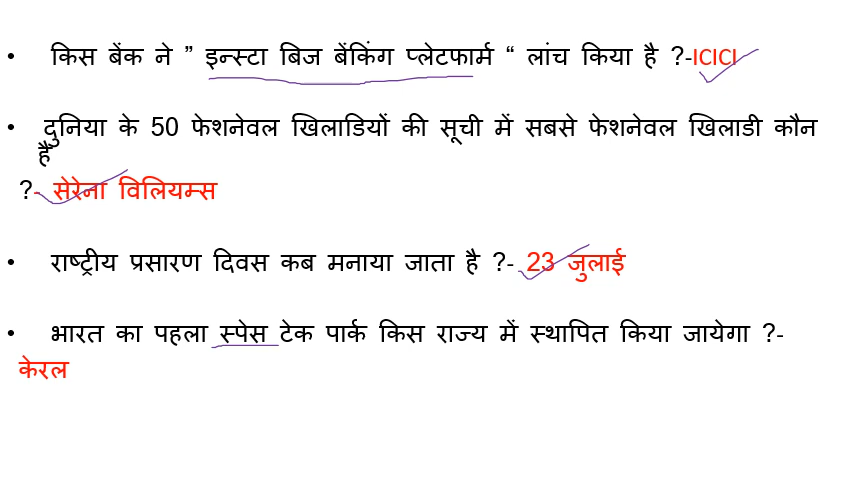 • किस बेंक ने ” इन्स्टा बिज बेंकिंग प्लेटफार्म “ लांच किया है ?-ICICI
• दुनिया के 50 फेशनेवल खिलाडियों की सूची में सबसे फेशनेवल खिलाडी कौन
है
?- सेरेना विलियम्स
• राष्ट्रीय प्रसारण दिवस कब मनाया जाता है ?- 23 जुलाई
• भारत का पहला स्पेस टेक पार्क किस राज्य में स्थापित किया जायेगा ?-
केरल